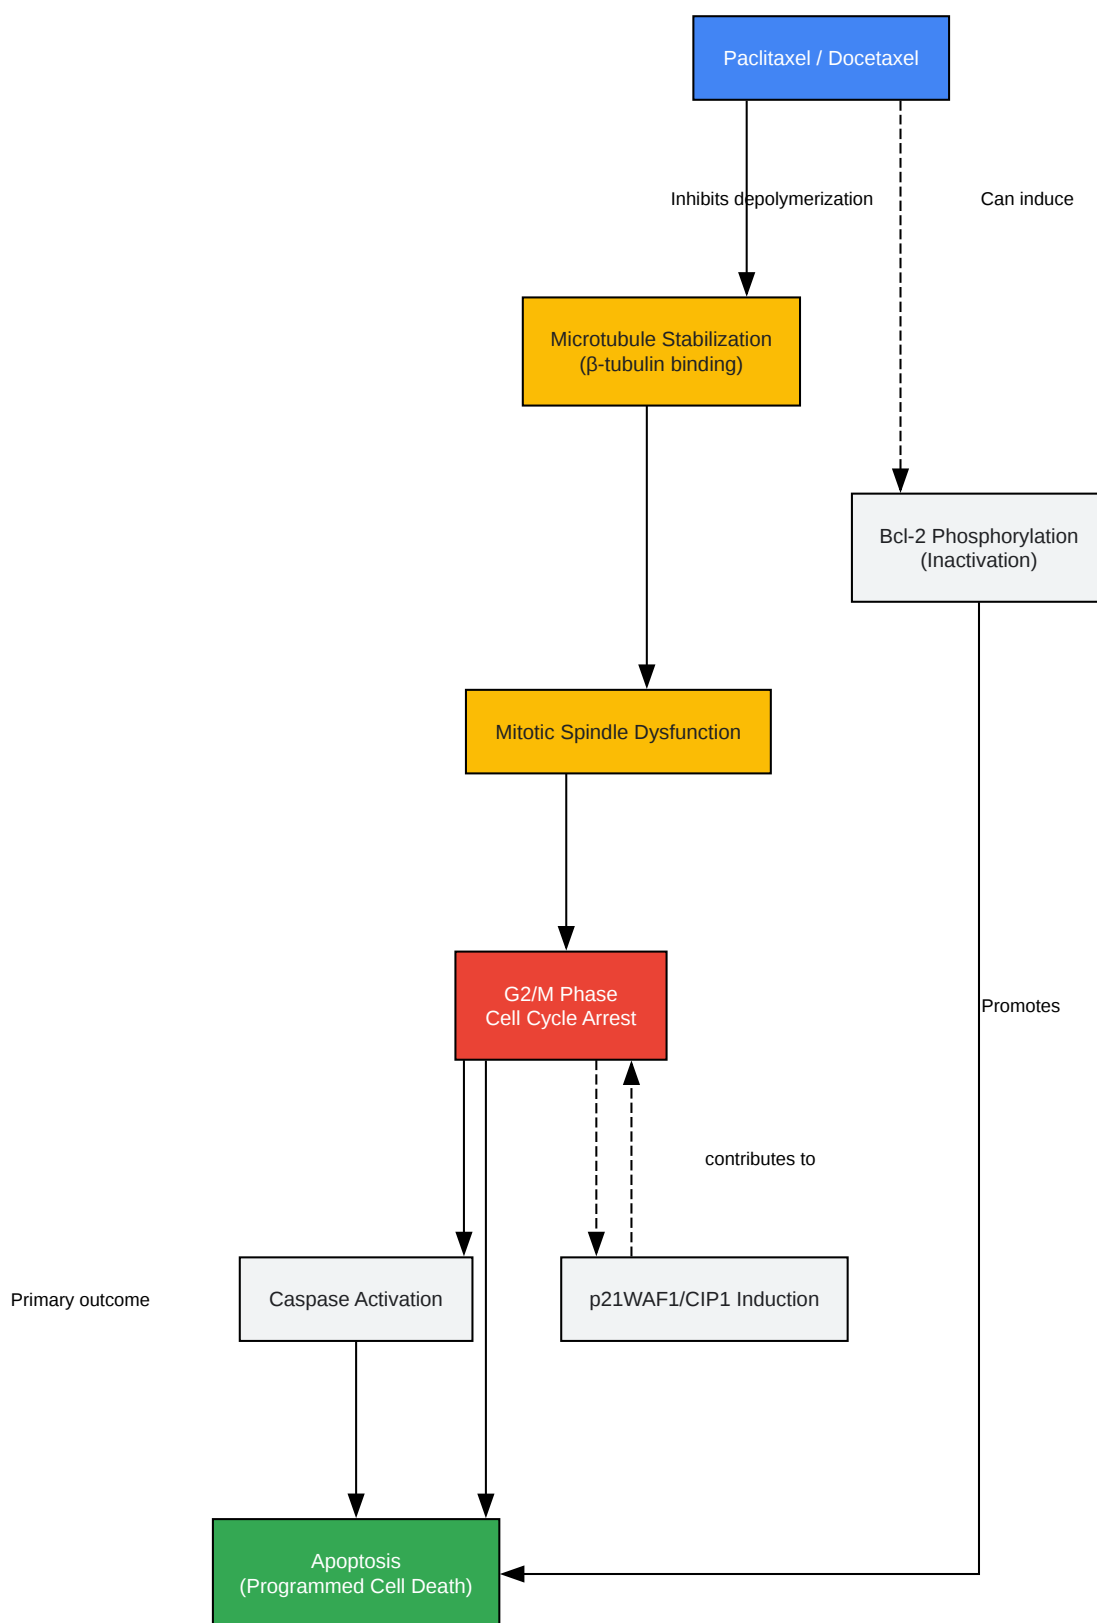 Paclitaxel / Docetaxel
Inhibits depolymerization
Can induce
Microtubule Stabilization
(β-tubulin binding)
Bcl-2 Phosphorylation
(Inactivation)
Mitotic Spindle Dysfunction
G2/M Phase
Cell Cycle Arrest
Promotes
contributes to
Primary outcome
Caspase Activation
p21WAF1/CIP1 Induction
Apoptosis
(Programmed Cell Death)